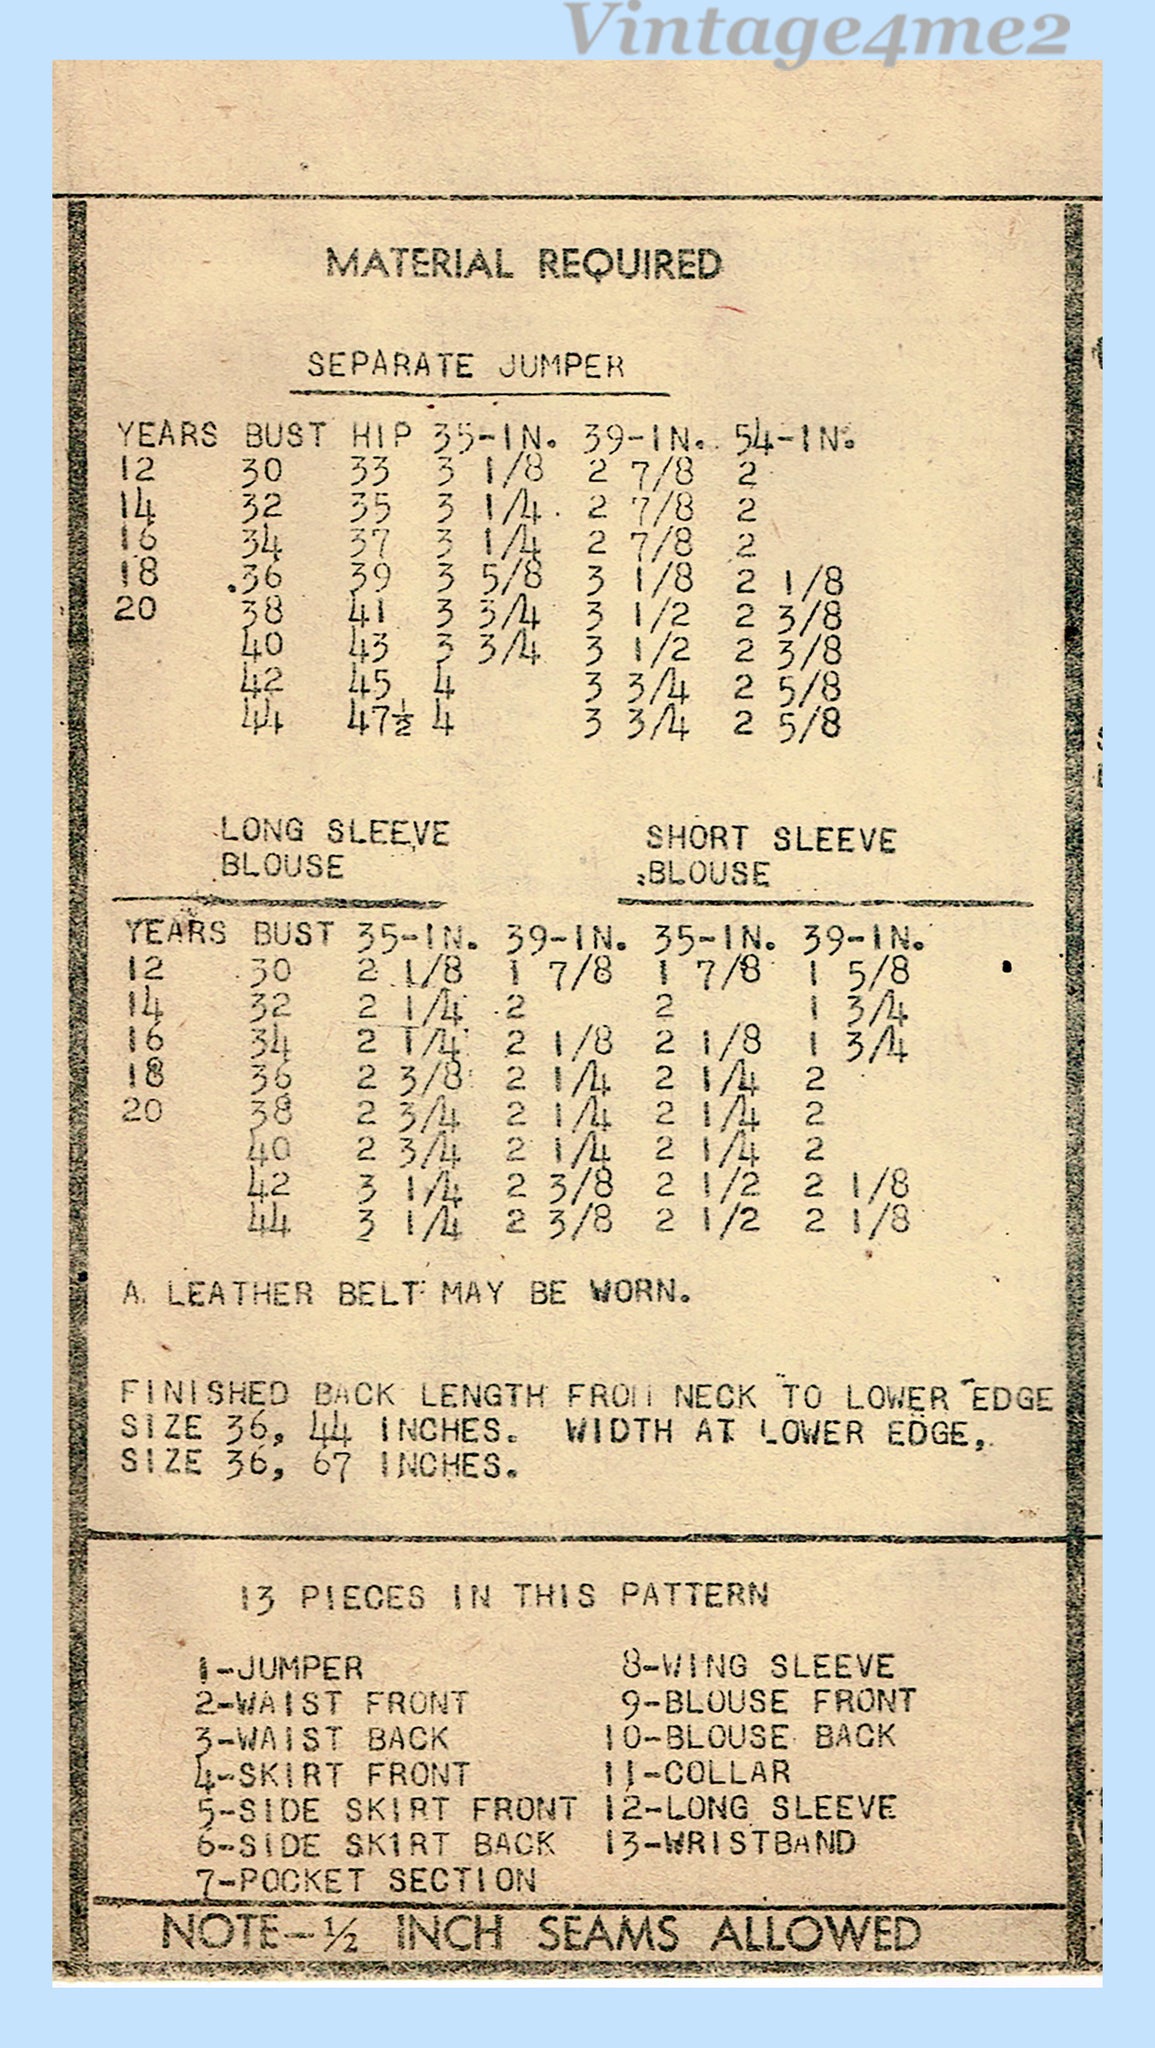 Vintage4me2
MATERIAL REQUIRED
SEPARATE JUMPER
YEARS BUST HIP 35-IN. 39-IN. 54-IN.
12 30 33 3 1/8 2 7/8 2
14 32 35 3 1/4 2 7/8 2
16 34 37 3 1/4 2 7/8 2
18 36 39 3 5/8 3 1/8 2 1/8
20 38 41 3 3/4 3 1/2 2 3/8
40 43 3 3/4 3 1/2 2 3/8
42 45 4 3 3/4 2 5/8
44 47½ 4 3 3/4 2 5/8
LONG SLEEVE SHORT SLEEVE
BLOUSE BLOUSE
YEARS BUST 35-IN. 39-IN. 35-IN. 39-IN.
12 30 2 1/8 1 7/8 1 7/8 1 5/8
14 32 2 1/4 2 2 1 3/4
16 34 2 1/4 2 1/8 2 1/8 1 3/4
18 36 2 3/8 2 1/4 2 1/4 2
20 38 2 3/4 2 1/4 2 1/4 2
40 2 3/4 2 1/4 2 1/4 2
42 3 1/4 2 3/8 2 1/2 2 1/8
44 3 1/4 2 3/8 2 1/2 2 1/8
A LEATHER BELT MAY BE WORN.
FINISHED BACK LENGTH FROM NECK TO LOWER EDGE
SIZE 36, 44 INCHES. WIDTH AT LOWER EDGE,
SIZE 36, 67 INCHES.
13 PIECES IN THIS PATTERN
1-JUMPER 8-WING SLEEVE
2-WAIST FRONT 9-BLOUSE FRONT
3-WAIST BACK 10-BLOUSE BACK
4-SKIRT FRONT 11-COLLAR
5-SIDE SKIRT FRONT 12-LONG SLEEVE
6-SIDE SKIRT BACK 13-WRISTBAND
7-POCKET SECTION
NOTE-½ INCH SEAMS ALLOWED